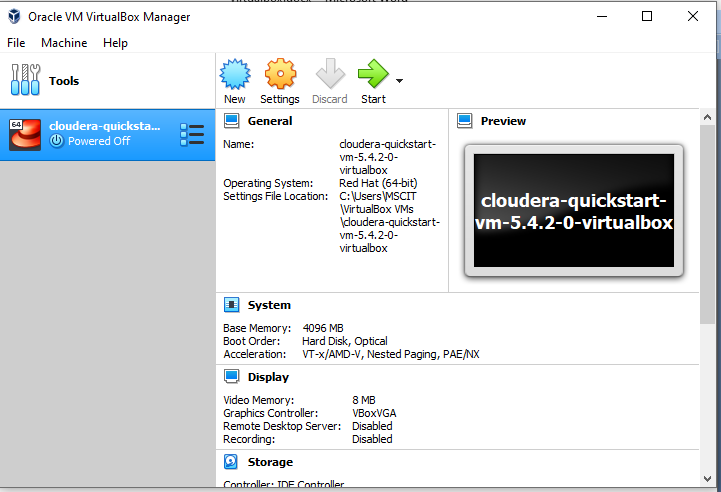 Oracle VM VirtualBox Manager
File Machine Help
Tools
New Settings Discard Start
64
cloudera-quicksta...
Powered Off
General
Name: cloudera-quickstart-
vm-5.4.2-0-
virtualbox
Operating System: Red Hat (64-bit)
Settings File Location: C:\Users\MSCIT
\VirtualBox VMs
\cloudera-quickstart-
vm-5.4.2-0-
virtualbox
Preview
cloudera-quickstart-
vm-5.4.2-0-virtualbox
System
Base Memory: 4096 MB
Boot Order: Hard Disk, Optical
Acceleration: VT-x/AMD-V, Nested Paging, PAE/NX
Display
Video Memory: 8 MB
Graphics Controller: VBoxVGA
Remote Desktop Server: Disabled
Recording: Disabled
Storage
Controller: IDE Controller